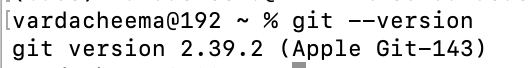 [vardacheema@192 ~ % git --version
git version 2.39.2 (Apple Git-143)